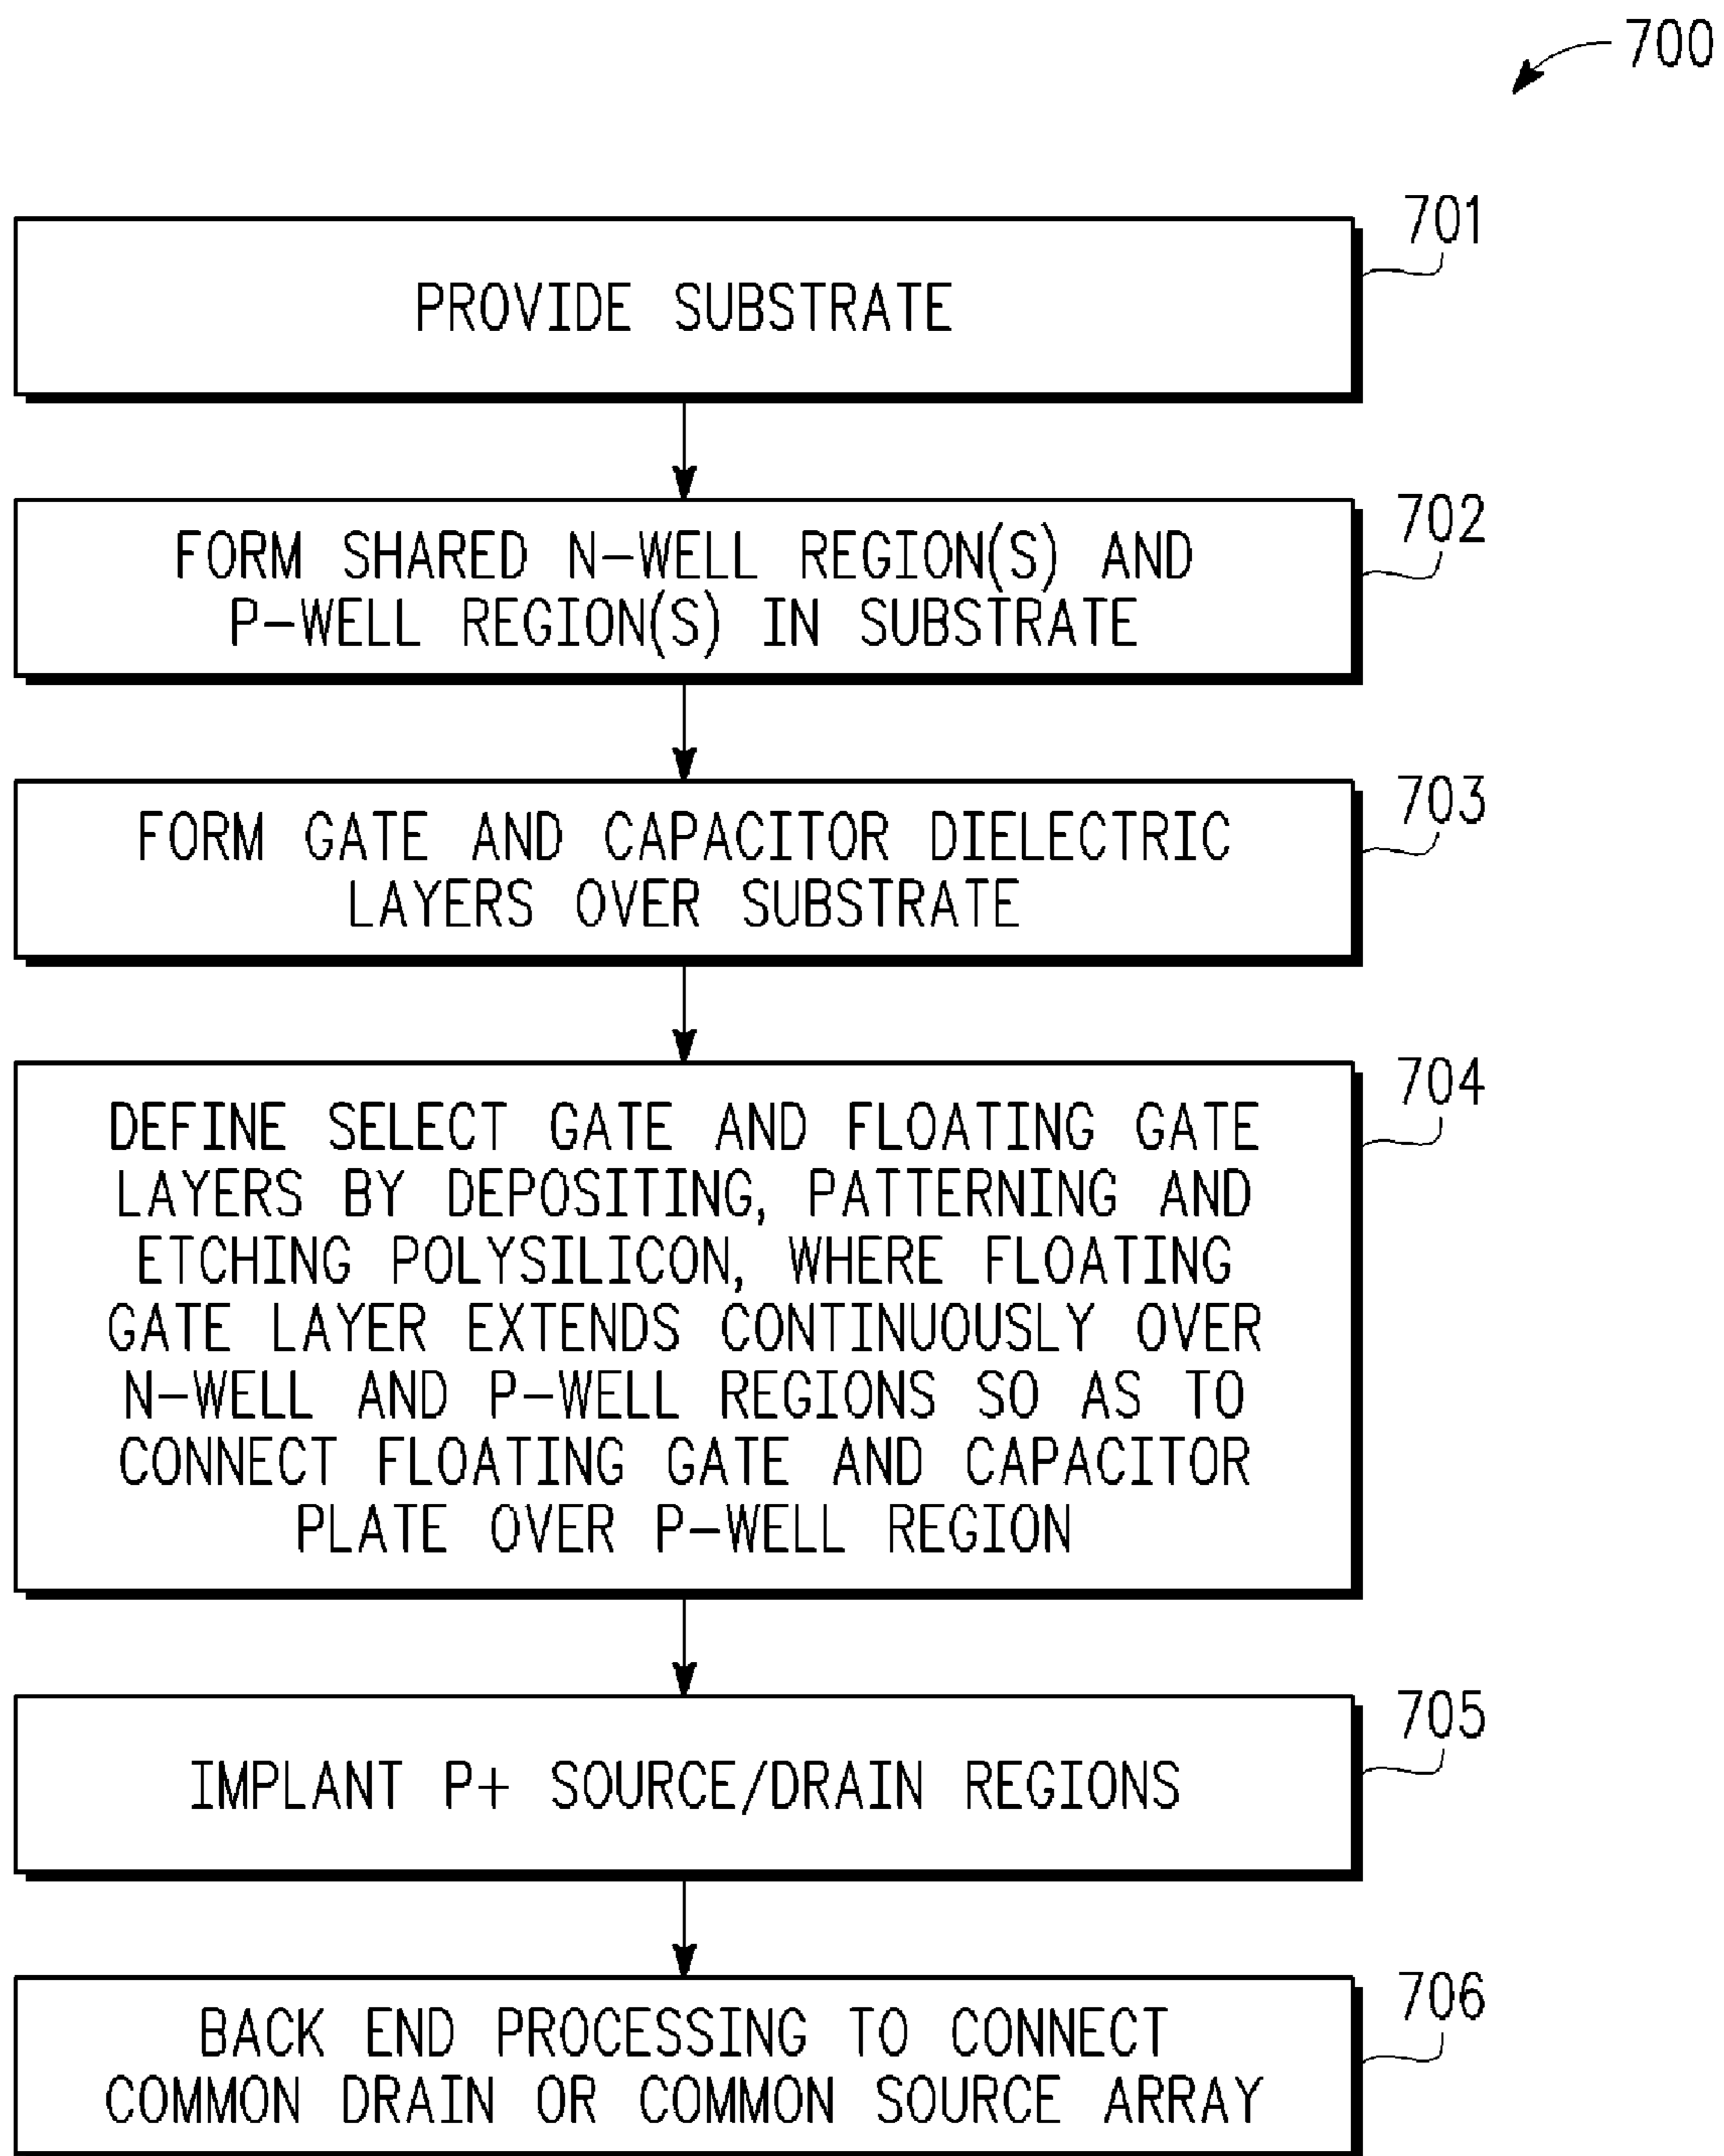 700
701
PROVIDE SUBSTRATE
702
FORM SHARED N-WELL REGION(S) AND
P-WELL REGION(S) IN SUBSTRATE
703
FORM GATE AND CAPACITOR DIELECTRIC
LAYERS OVER SUBSTRATE
704
DEFINE SELECT GATE AND FLOATING GATE
LAYERS BY DEPOSITING, PATTERNING AND
ETCHING POLYSILICON, WHERE FLOATING
GATE LAYER EXTENDS CONTINUOUSLY OVER
N-WELL AND P-WELL REGIONS SO AS TO
CONNECT FLOATING GATE AND CAPACITOR
PLATE OVER P-WELL REGION
705
IMPLANT P+ SOURCE/DRAIN REGIONS
706
BACK END PROCESSING TO CONNECT
COMMON DRAIN OR COMMON SOURCE ARRAY